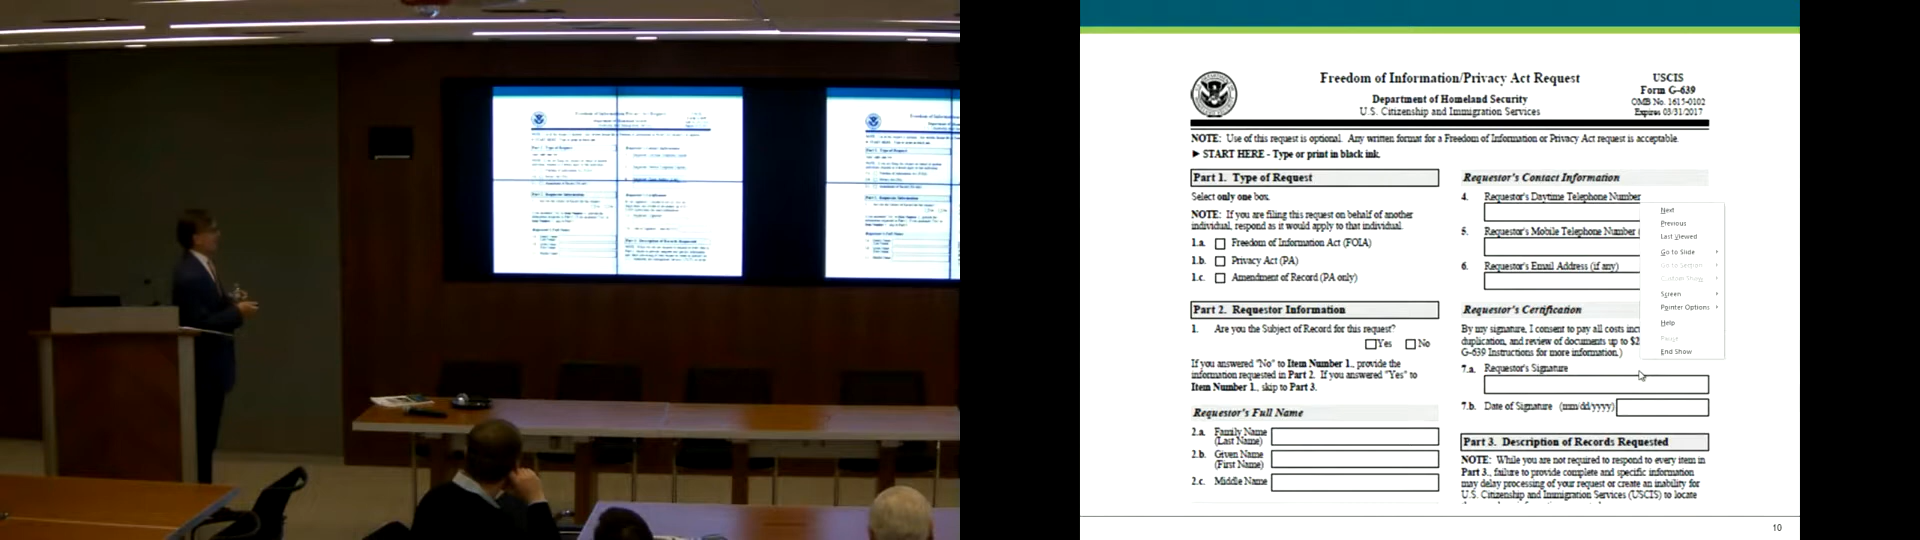 Freedom of Information/Privacy Act Request
Department of Homeland Security
U.S. Citizenship and Immigration Services
USCIS
Form G-639
OMB No. 1615-0102
Expires 03/31/2017
NOTE: Use of this request is optional. Any written format for a Freedom of Information or Privacy Act request is acceptable.
► START HERE - Type or print in black ink.
Part 1. Type of Request
Select only one box.
NOTE: If you are filing this request on behalf of another
individual, respond as it would apply to that individual.
1.a. Freedom of Information Act (FOIA)
1.b. Privacy Act (PA)
1.c. Amendment of Record (PA only)
Part 2. Requestor Information
1. Are you the Subject of Record for this request?
Yes No
If you answered "No" to Item Number 1., provide the
information requested in Part 2. If you answered "Yes" to
Item Number 1., skip to Part 3.
Requestor's Full Name
2.a. Family Name
(Last Name)
2.b. Given Name
(First Name)
2.c. Middle Name
Requestor's Contact Information
4. Requestor's Daytime Telephone Number
5. Requestor's Mobile Telephone Number (
6. Requestor's Email Address (if any)
Requestor's Certification
By my signature, I consent to pay all costs inc
duplication, and review of documents up to $2
G-639 Instructions for more information.)
7.a. Requestor's Signature
7.b. Date of Signature (mm/dd/yyyy)
Part 3. Description of Records Requested
NOTE: While you are not required to respond to every item in
Part 3., failure to provide complete and specific information
may delay processing of your request or create an inability for
U.S. Citizenship and Immigration Services (USCIS) to locate
Next
Previous
Last Viewed
Go to Slide
Go to Section
Custom Show
Screen
Pointer Options
Help
Pause
End Show
10